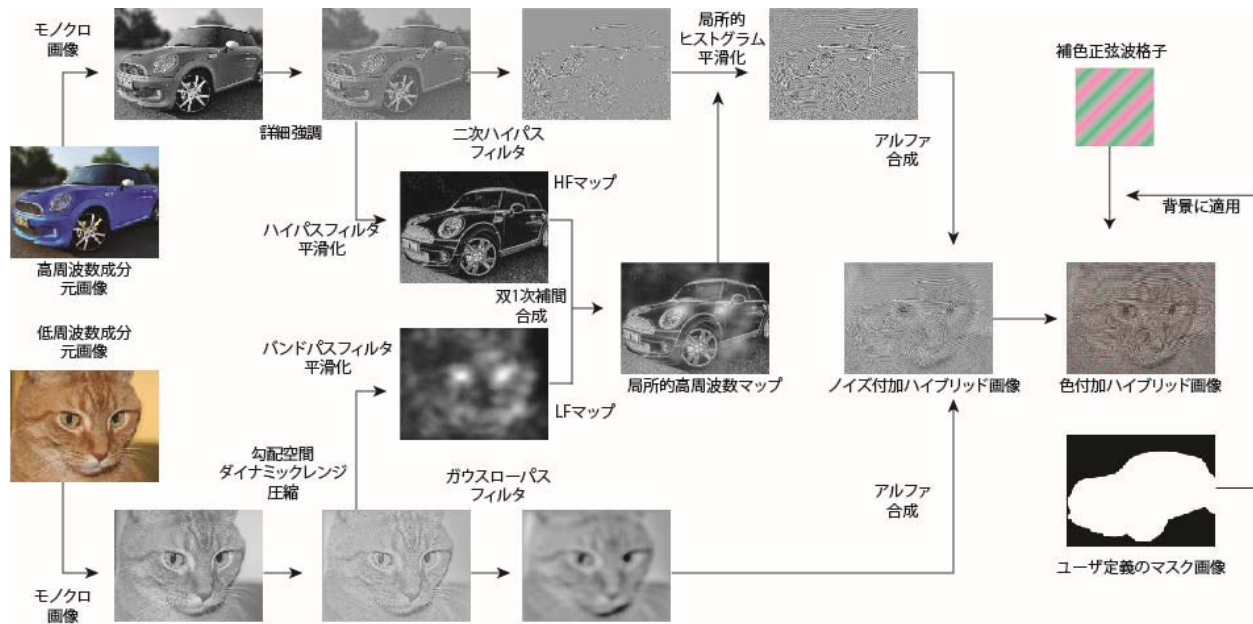 モノクロ
画像
詳細強調
二次ハイパス
フィルタ
局所的
ヒストグラム
平滑化
アルファ
合成
補色正弦波格子
背景に適用
高周波数成分
元画像
ハイパスフィルタ
平滑化
HFマップ
双1次補間
合成
局所的高周波数マップ
ノイズ付加ハイブリッド画像
色付加ハイブリッド画像
低周波数成分
元画像
バンドパスフィルタ
平滑化
LFマップ
勾配空間
ダイナミックレンジ
圧縮
ガウスローパス
フィルタ
アルファ
合成
ユーザ定義のマスク画像
モノクロ
画像